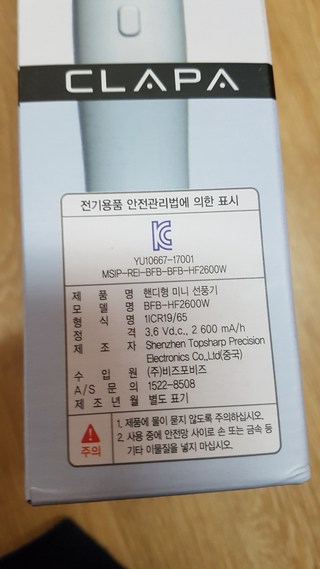 CLAPA
전기용품 안전관리법에 의한 표시
YU10667-17001
MSIP-REI-BFB-BFB-HF2600W
제 품 명 핸디형 미니 선풍기
모 델 명 BFB-HF2600W
형 식 명 1ICR19/65
정 격 3.6 Vd.c., 2 600 mA/h
제 조 자 Shenzhen Topsharp Precision
Electronics Co.,Ltd(중국)
수 입 원 (주)비즈포비즈
A/S 문 의 1522-8508
제 조 년 월 별도 표기
주의
1. 제품에 물이 묻지 않도록 주의하십시오.
2. 사용 중에 안전망 사이로 손 또는 금속 등
기타 이물질을 넣지 마십시오.